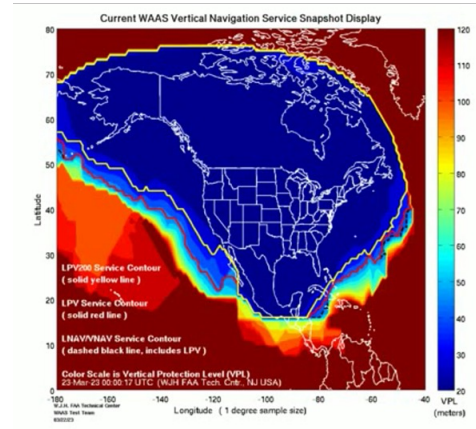 Current WAAS Vertical Navigation Service Snapshot Display
80
70
60
50
40
30
20
10
0
Latitude
-180
-160
-140
-120
-100
-80
-60
-40
Longitude ( 1 degree sample size)
LPV200 Service Contour
( solid yellow line )
LPV Service Contour
( solid red line )
LNAV/VNAV Service Contour
( dashed black line, includes LPV )
Color Scale is Vertical Protection Level (VPL)
23-Mar-23 00:00:17 UTC (WJH FAA Tech. Cntr., NJ USA)
W.J.H. FAA Technical Center
WAAS Test Team
03/22/23
120
110
100
90
80
70
60
50
40
30
20
VPL
(meters)